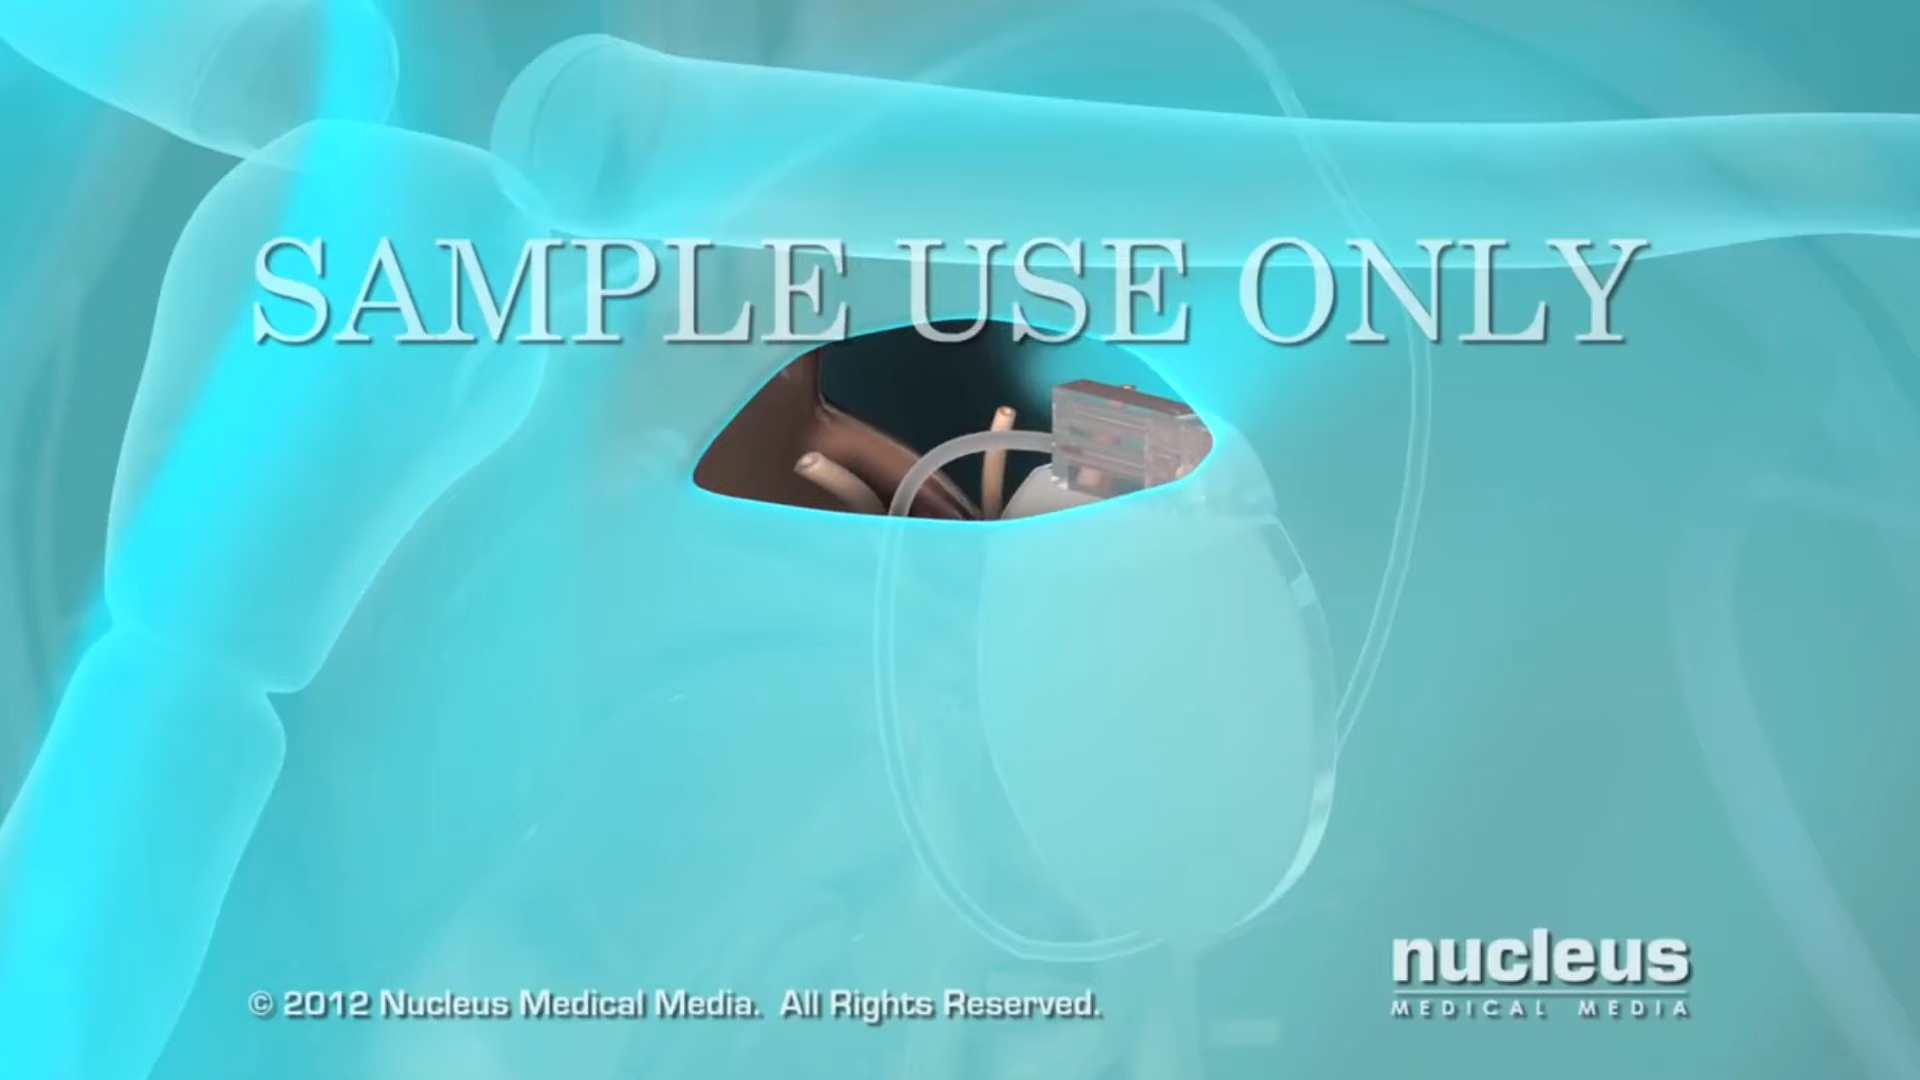 SAMPLE USE ONLY
© 2012 Nucleus Medical Media. All Rights Reserved.
nucleus
MEDICAL MEDIA